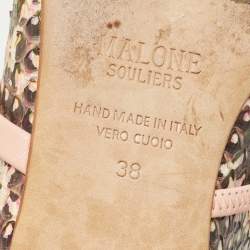 MALONE
SOULIERS
HAND MADE IN ITALY
VERO CUOIO
38